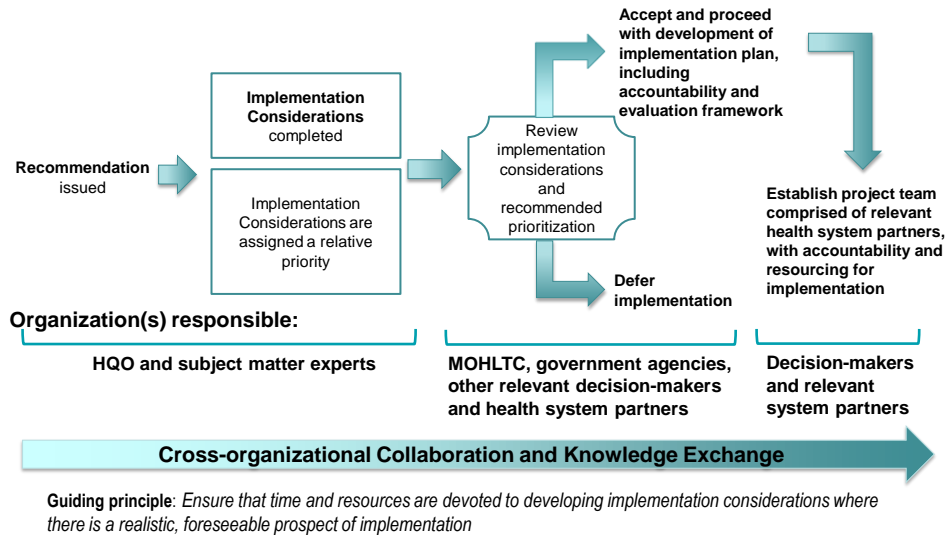 Recommendation
issued
Implementation
Considerations
completed
Implementation
Considerations are
assigned a relative
priority
Review
implementation
considerations
and
recommended
prioritization
Accept and proceed
with development of
implementation plan,
including
accountability and
evaluation framework
Defer
implementation
Establish project team
comprised of relevant
health system partners,
with accountability and
resourcing for
implementation
Organization(s) responsible:
HQO and subject matter experts
MOHLTC, government agencies,
other relevant decision-makers
and health system partners
Decision-makers
and relevant
system partners
Cross-organizational Collaboration and Knowledge Exchange
Guiding principle: Ensure that time and resources are devoted to developing implementation considerations where
there is a realistic, foreseeable prospect of implementation